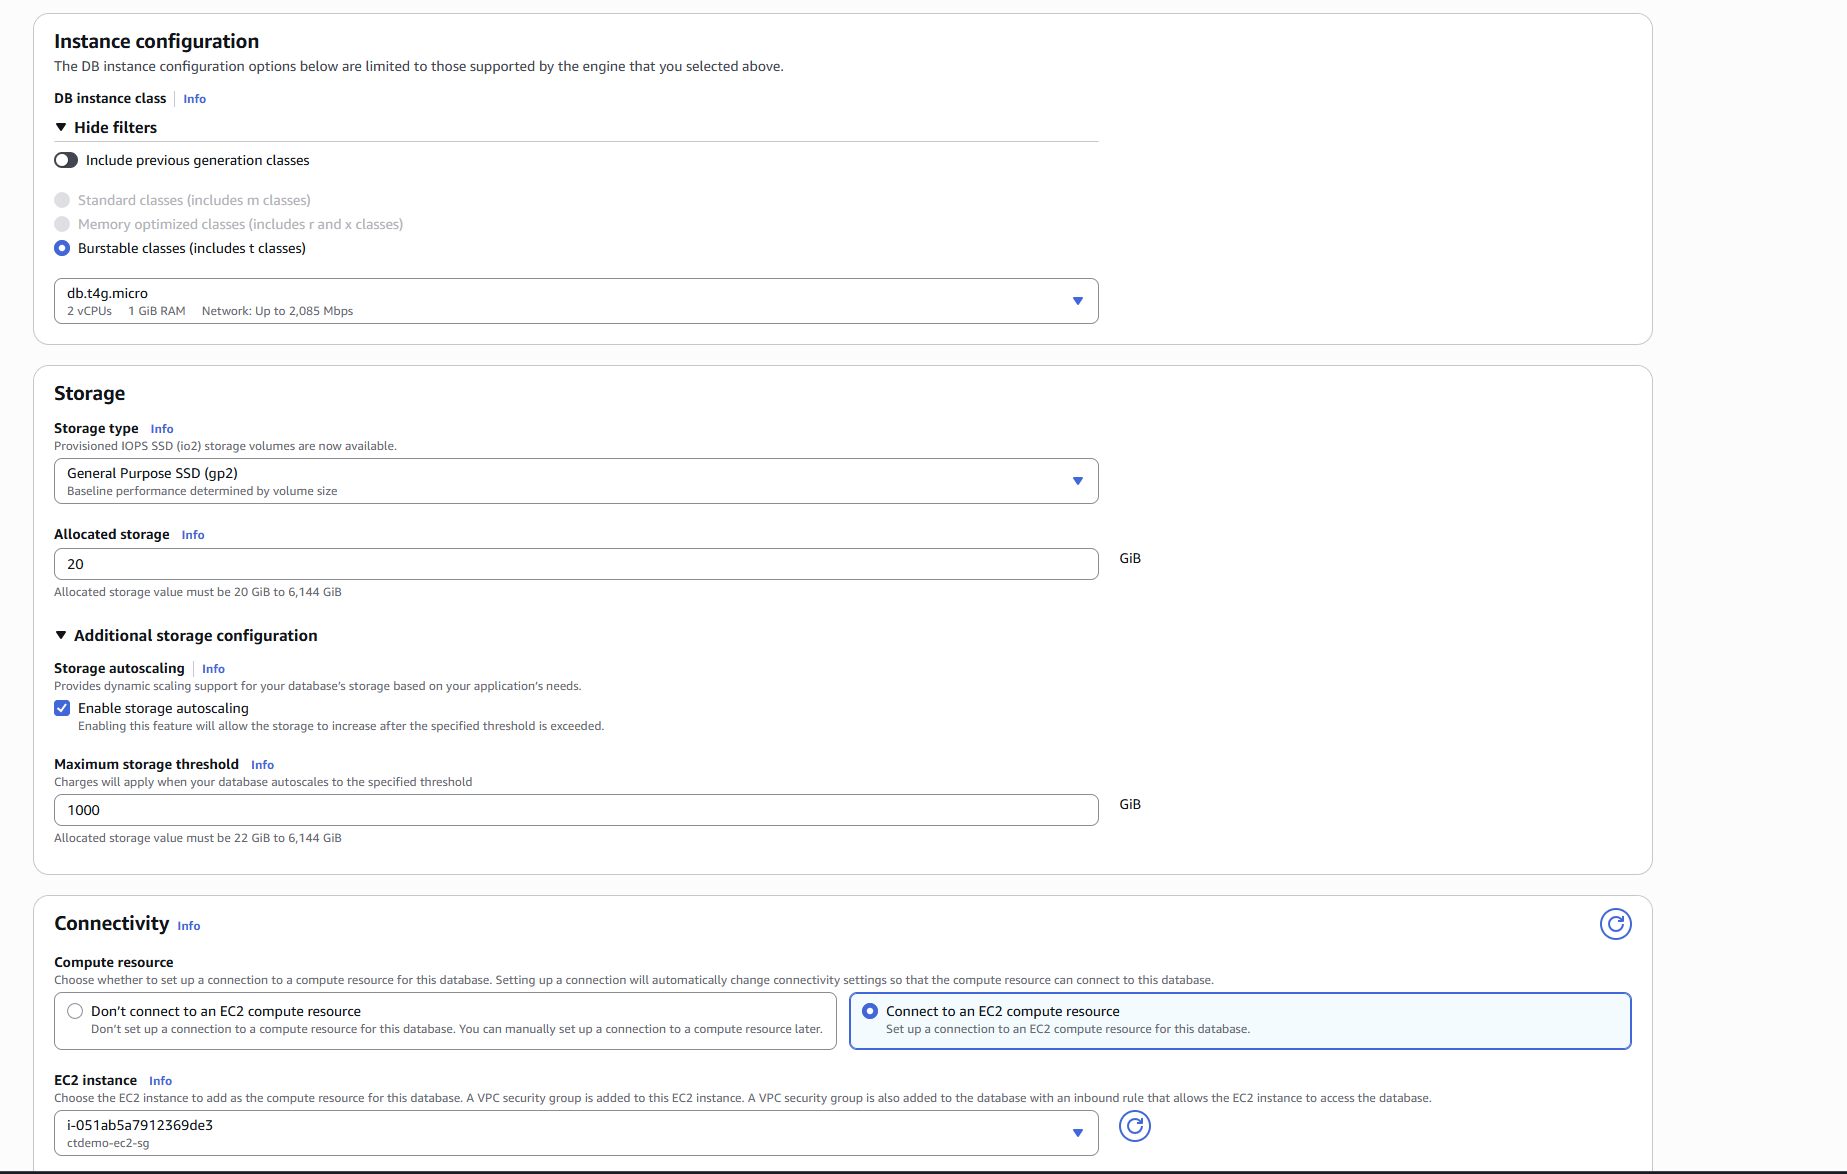 Instance configuration
The DB instance configuration options below are limited to those supported by the engine that you selected above.
DB instance class Info
Hide filters
Include previous generation classes
Standard classes (includes m classes)
Memory optimized classes (includes r and x classes)
Burstable classes (includes t classes)
db.t4g.micro
2 vCPUs 1 GiB RAM Network: Up to 2,085 Mbps
Storage
Storage type Info
Provisioned IOPS SSD (io2) storage volumes are now available.
General Purpose SSD (gp2)
Baseline performance determined by volume size
Allocated storage Info
20
GiB
Allocated storage value must be 20 GiB to 6,144 GiB
Additional storage configuration
Storage autoscaling Info
Provides dynamic scaling support for your database's storage based on your application's needs.
Enable storage autoscaling
Enabling this feature will allow the storage to increase after the specified threshold is exceeded.
Maximum storage threshold Info
Charges will apply when your database autoscales to the specified threshold
1000
GiB
Allocated storage value must be 22 GiB to 6,144 GiB
Connectivity Info
Compute resource
Choose whether to set up a connection to a compute resource for this database. Setting up a connection will automatically change connectivity settings so that the compute resource can connect to this database.
Don't connect to an EC2 compute resource
Don't set up a connection to a compute resource for this database. You can manually set up a connection to a compute resource later.
Connect to an EC2 compute resource
Set up a connection to an EC2 compute resource for this database.
EC2 instance Info
Choose the EC2 instance to add as the compute resource for this database. A VPC security group is added to this EC2 instance. A VPC security group is also added to the database with an inbound rule that allows the EC2 instance to access the database.
i-051ab5a7912369de3
ctdemo-ec2-sg